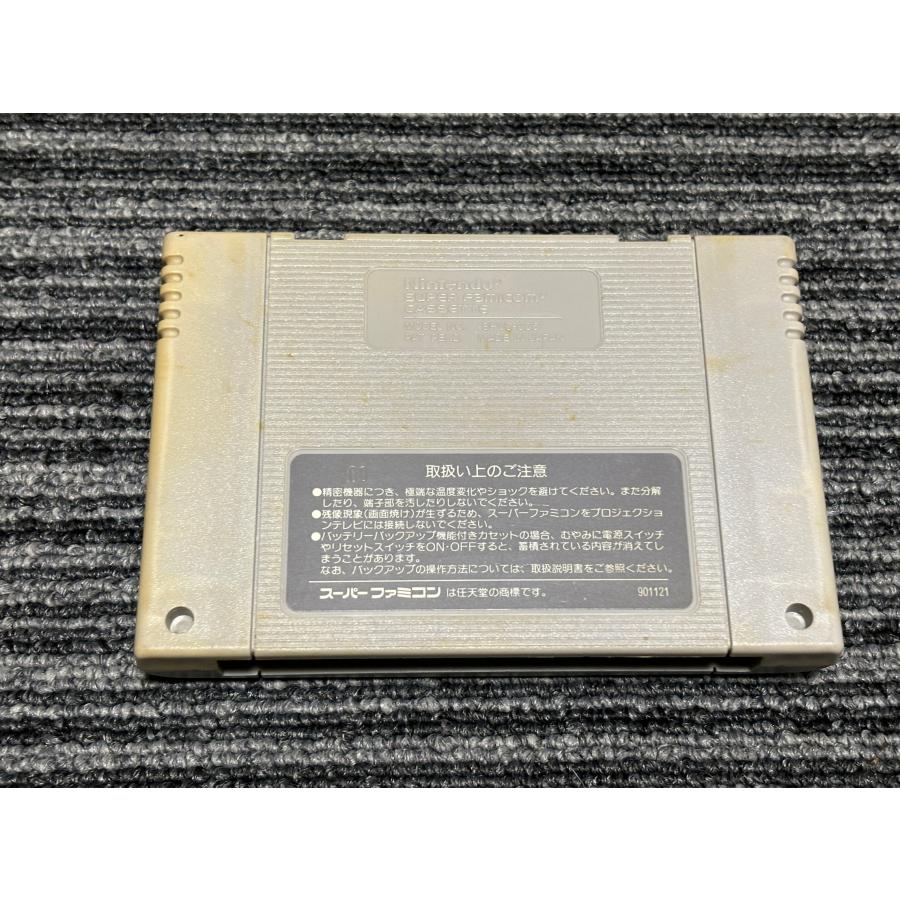 Nintendo
SUPER FAMICOM
CASSETTE
取扱い上のご注意
●精密機器につき、極端な温度変化やショックを避けてください。また分解
したり、端子部を汚したりしないでください。
●残像現象(画面焼け)が生ずるため、スーパーファミコンをプロジェクショ
ンテレビには接続しないでください。
●バッテリーバックアップ機能付きカセットの場合、むやみに電源スイッチ
やリセットスイッチをON・OFFすると、蓄積されている内容が消えてし
まうことがあります。
なお、バックアップの操作方法については、取扱説明書をご参照ください。
スーパーファミコンは任天堂の商標です。 901121